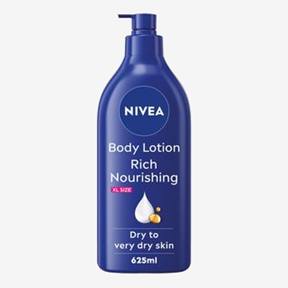 NIVEA
Body Lotion
Rich
Nourishing
XL SIZE
Dry to
very dry skin
625ml